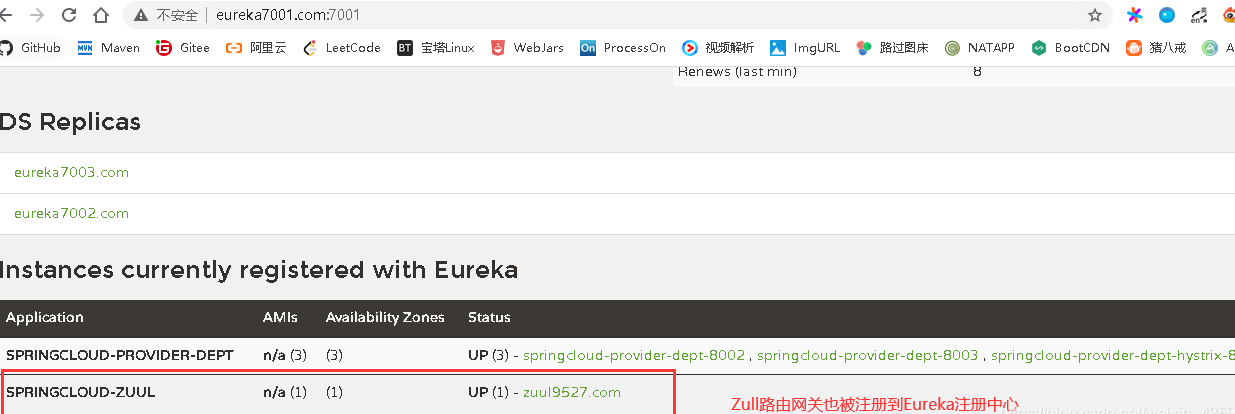 不安全 | eureka7001.com:7001
GitHub Maven Gitee 阿里云 LeetCode 宝塔Linux WebJars ProcessOn 视频解析 ImgURL 路过图床 NATAPP BootCDN 猪八戒 A
Renews (last min) 8
DS Replicas
eureka7003.com
eureka7002.com
Instances currently registered with Eureka
Application AMIs Availability Zones Status
SPRINGCLOUD-PROVIDER-DEPT n/a (3) (3) UP (3) - springcloud-provider-dept-8002 , springcloud-provider-dept-8003 , springcloud-provider-dept-hystrix-8
SPRINGCLOUD-ZUUL n/a (1) (1) UP (1) - zuul9527.com
Zull路由网关也被注册到Eureka注册中心